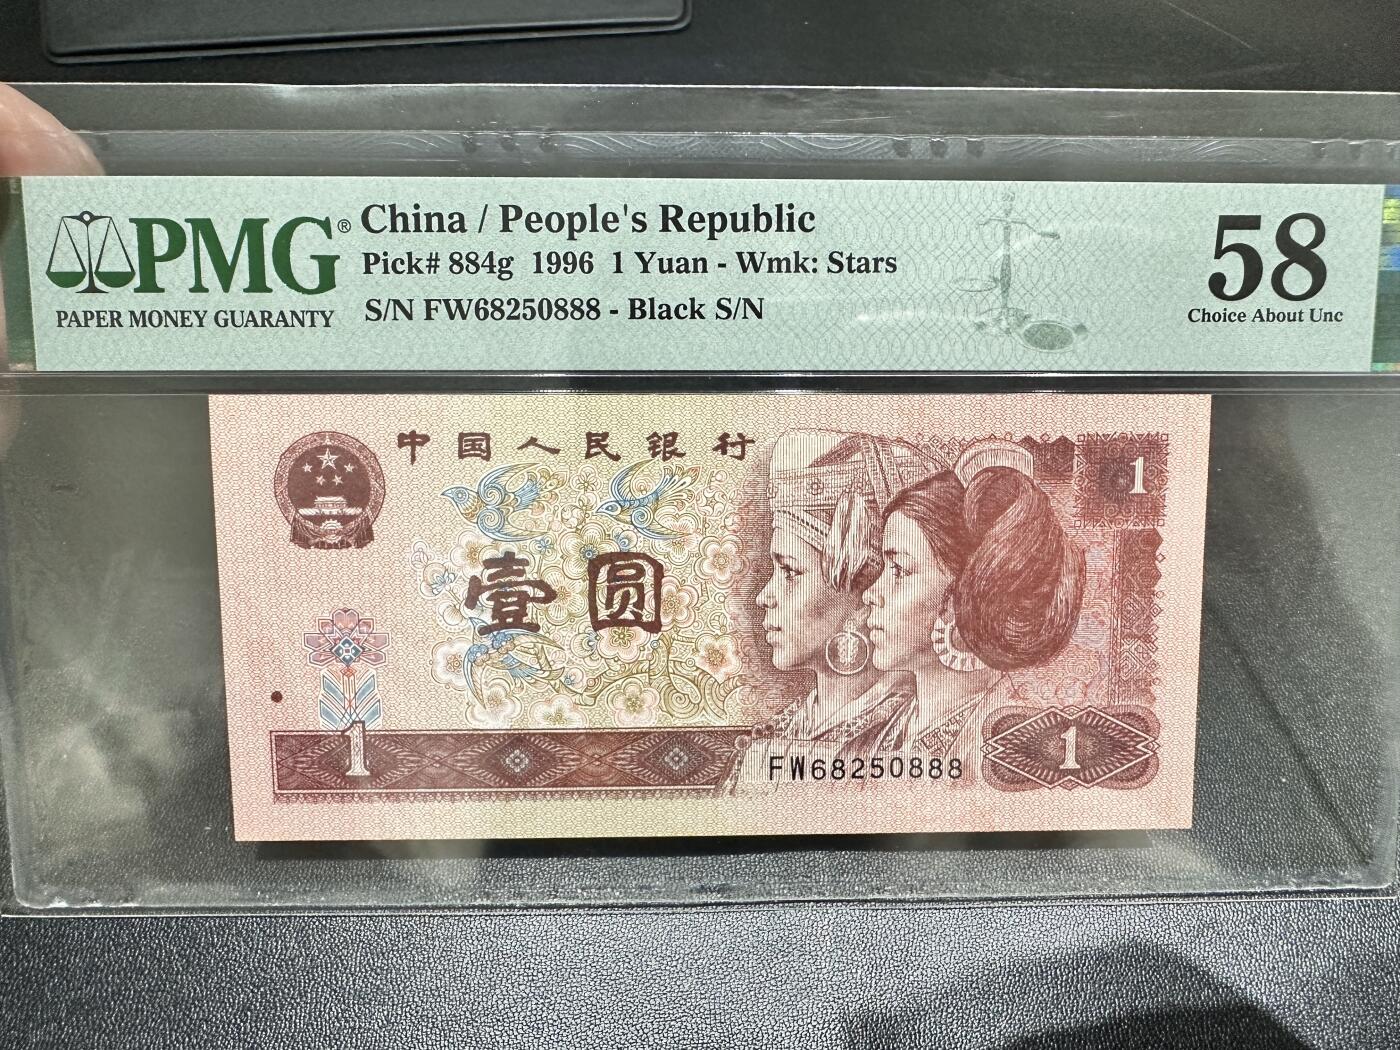 PMG®
PAPER MONEY GUARANTY
China / People's Republic
Pick# 884g 1996 1 Yuan - Wmk: Stars
S/N FW68250888 - Black S/N
58
Choice About Unc
中国人民银行
1
壹圆
1
FW68250888
1